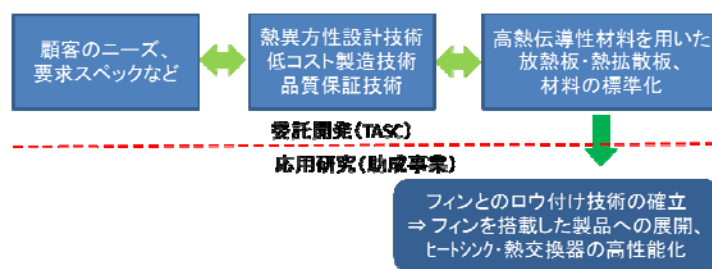 顧客のニーズ、
要求スペックなど
熱異方性設計技術
低コスト製造技術
品質保証技術
高熱伝導性材料を用いた
放熱板・熱拡散板、
材料の標準化
委託開発(TASC)
応用研究(助成事業)
フィンとのロウ付け技術の確立
⇒ フィンを搭載した製品への展開、
ヒートシンク・熱交換器の高性能化